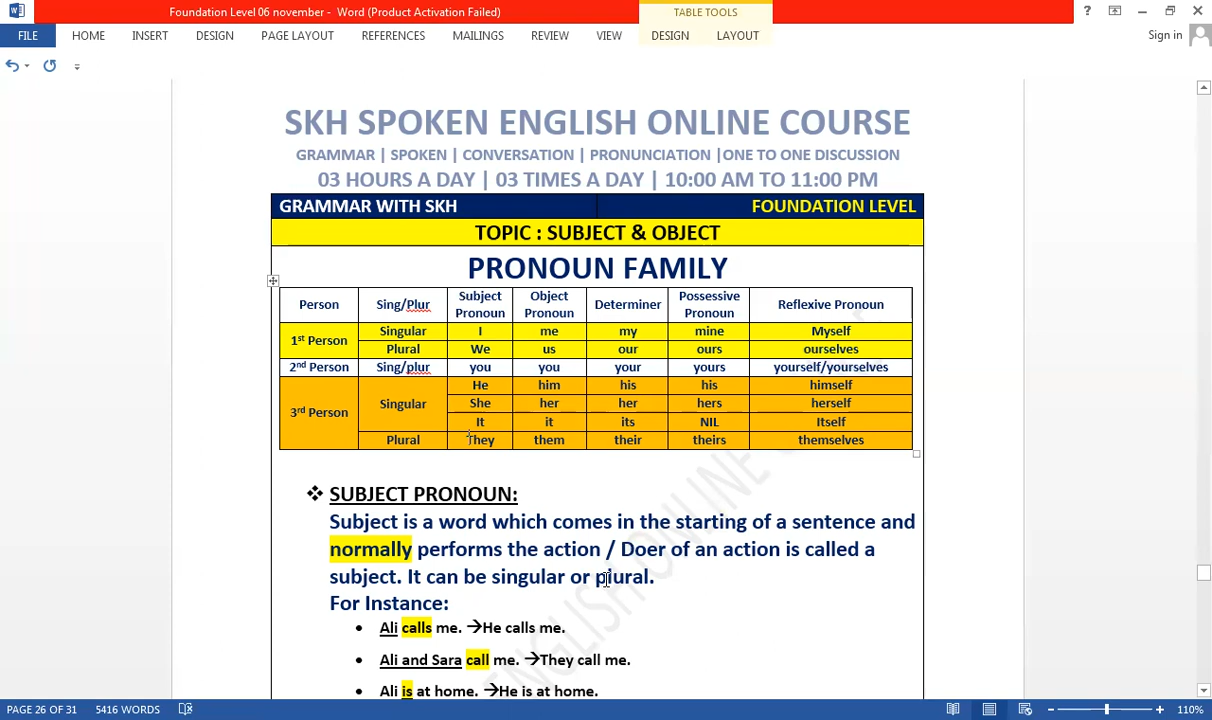 Foundation Level 06 november - Word (Product Activation Failed)
TABLE TOOLS
?
FILE HOME INSERT DESIGN PAGE LAYOUT REFERENCES MAILINGS REVIEW VIEW DESIGN LAYOUT Sign in
SKH SPOKEN ENGLISH ONLINE COURSE
GRAMMAR | SPOKEN | CONVERSATION | PRONUNCIATION |ONE TO ONE DISCUSSION
03 HOURS A DAY | 03 TIMES A DAY | 10:00 AM TO 11:00 PM
GRAMMAR WITH SKH FOUNDATION LEVEL
TOPIC : SUBJECT & OBJECT
PRONOUN FAMILY
Person Sing/Plur Subject Pronoun Object Pronoun Determiner Possessive Pronoun Reflexive Pronoun
1st Person Singular I me my mine Myself
Plural We us our ours ourselves
2nd Person Sing/plur you you your yours yourself/yourselves
3rd Person Singular He him his his himself
She her her hers herself
It it its NIL Itself
Plural They them their theirs themselves
❖ SUBJECT PRONOUN:
Subject is a word which comes in the starting of a sentence and
normally performs the action / Doer of an action is called a
subject. It can be singular or plural.
For Instance:
• Ali calls me. →He calls me.
• Ali and Sara call me. →They call me.
• Ali is at home. →He is at home.
PAGE 26 OF 31 5416 WORDS 110%